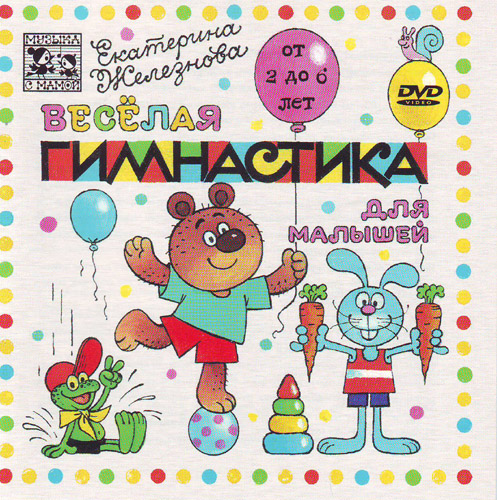 МУЗЫКА
С МАМОЙ
Екатерина
Железнова
от
2 до 6
лет
DVD
VIDEO
ВЕСЁЛАЯ
ГИМНАСТИКА
ДЛЯ
МАЛЫШЕЙ